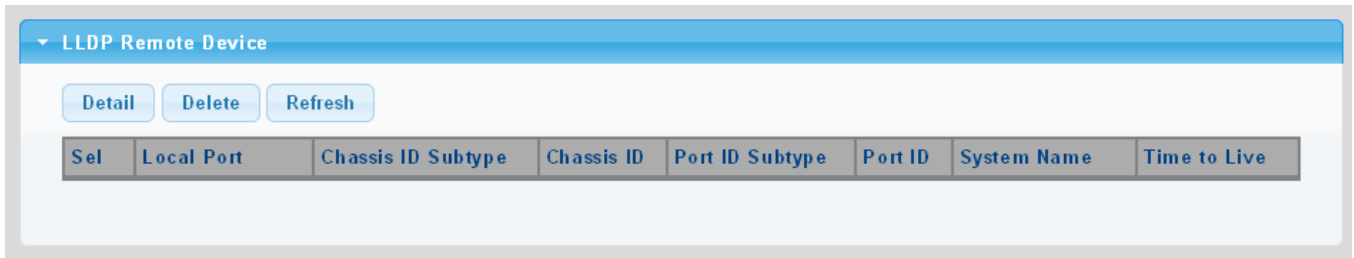 LLDP Remote Device
Detail Delete Refresh
Sel Local Port Chassis ID Subtype Chassis ID Port ID Subtype Port ID System Name Time to Live